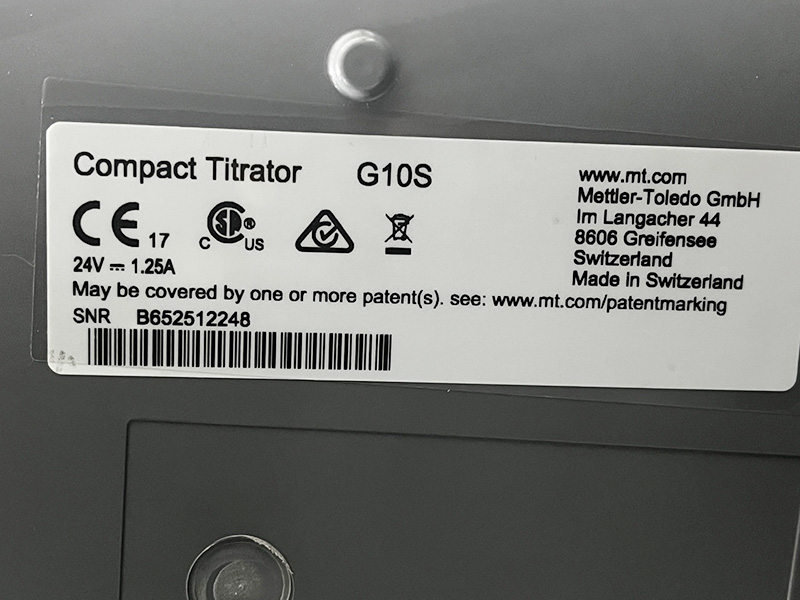 Compact Titrator G10S
CE 17
C SA ® US
24V ⎓ 1.25A
May be covered by one or more patent(s). see: www.mt.com/patentmarking
SNR B652512248
www.mt.com
Mettler-Toledo GmbH
Im Langacher 44
8606 Greifensee
Switzerland
Made in Switzerland